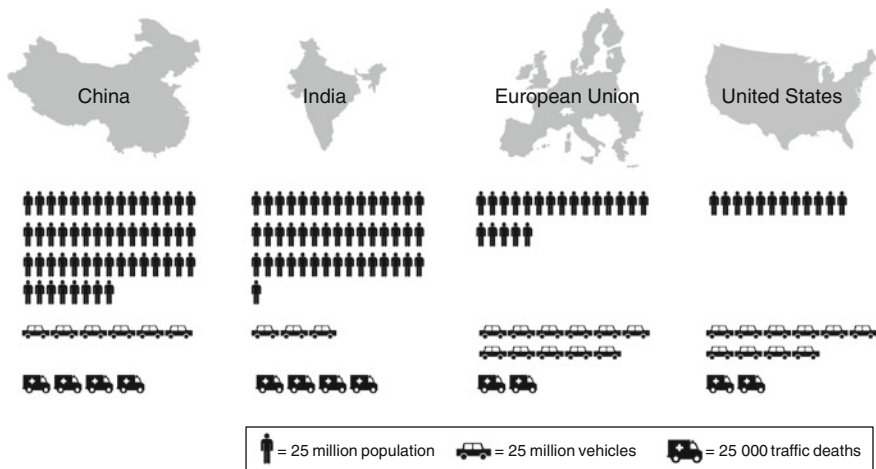 China
India
European Union
United States
= 25 million population
= 25 million vehicles
= 25 000 traffic deaths